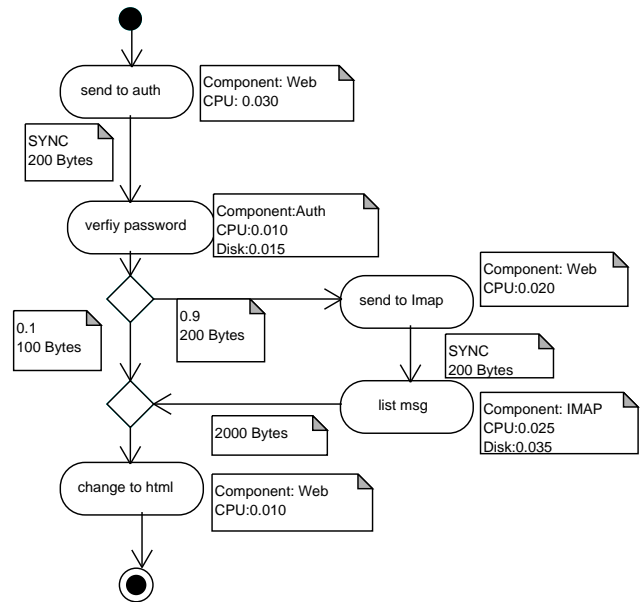 send to auth
Component: Web
CPU: 0.030
SYNC
200 Bytes
verfiy password
Component:Auth
CPU:0.010
Disk:0.015
send to Imap
Component: Web
CPU:0.020
0.1
100 Bytes
0.9
200 Bytes
SYNC
200 Bytes
list msg
Component: IMAP
CPU:0.025
Disk:0.035
2000 Bytes
change to html
Component: Web
CPU:0.010